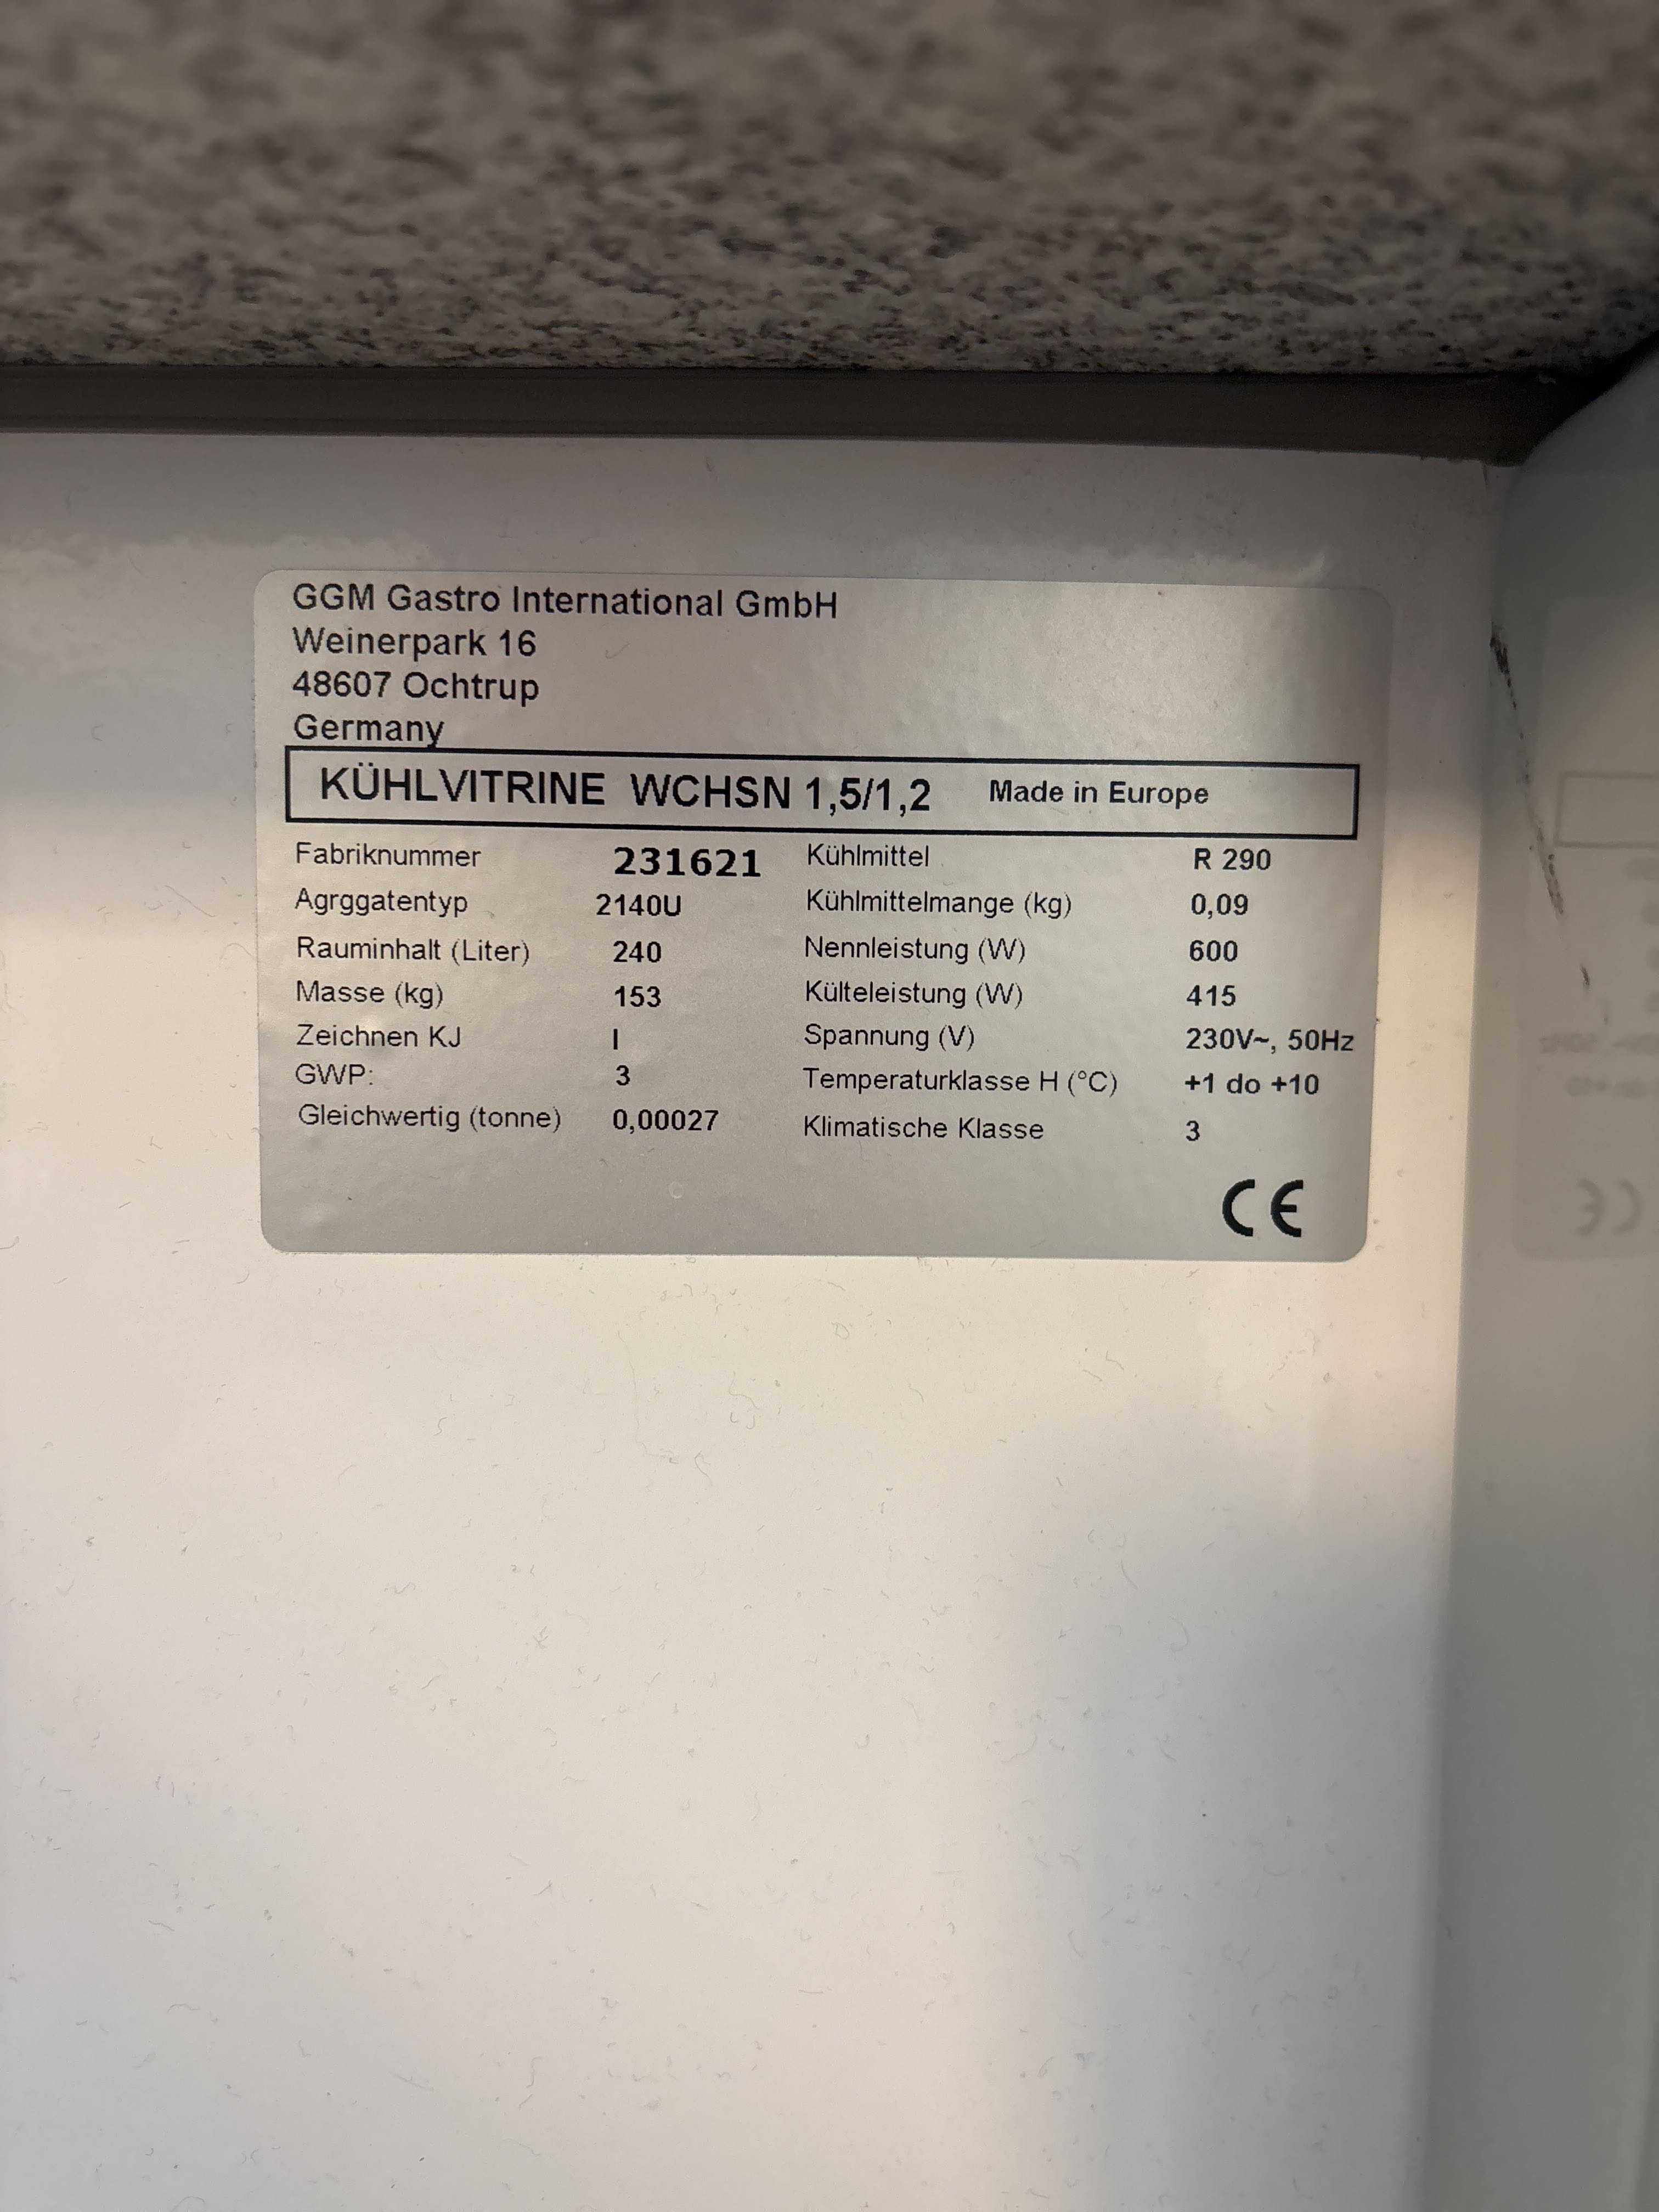 GGM Gastro International GmbH
Weinerpark 16
48607 Ochtrup
Germany
KÜHLVITRINE WCHSN 1,5/1,2 Made in Europe
Fabriknummer 231621 Kühlmittel R 290
Agrggatentyp 2140U Kühlmittelmange (kg) 0,09
Rauminhalt (Liter) 240 Nennleistung (W) 600
Masse (kg) 153 Külteleistung (W) 415
Zeichnen KJ I Spannung (V) 230V~, 50Hz
GWP: 3 Temperaturklasse H (°C) +1 do +10
Gleichwertig (tonne) 0,00027 Klimatische Klasse 3
CE